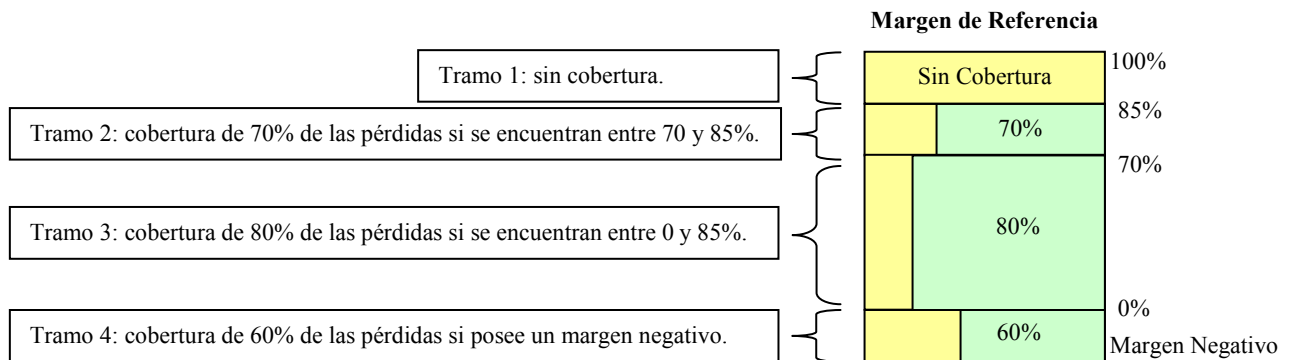 Margen de Referencia
Tramo 1: sin cobertura.
Sin Cobertura
100%
85%
Tramo 2: cobertura de 70% de las pérdidas si se encuentran entre 70 y 85%.
70%
70%
Tramo 3: cobertura de 80% de las pérdidas si se encuentran entre 0 y 85%.
80%
0%
Tramo 4: cobertura de 60% de las pérdidas si posee un margen negativo.
60%
Margen Negativo